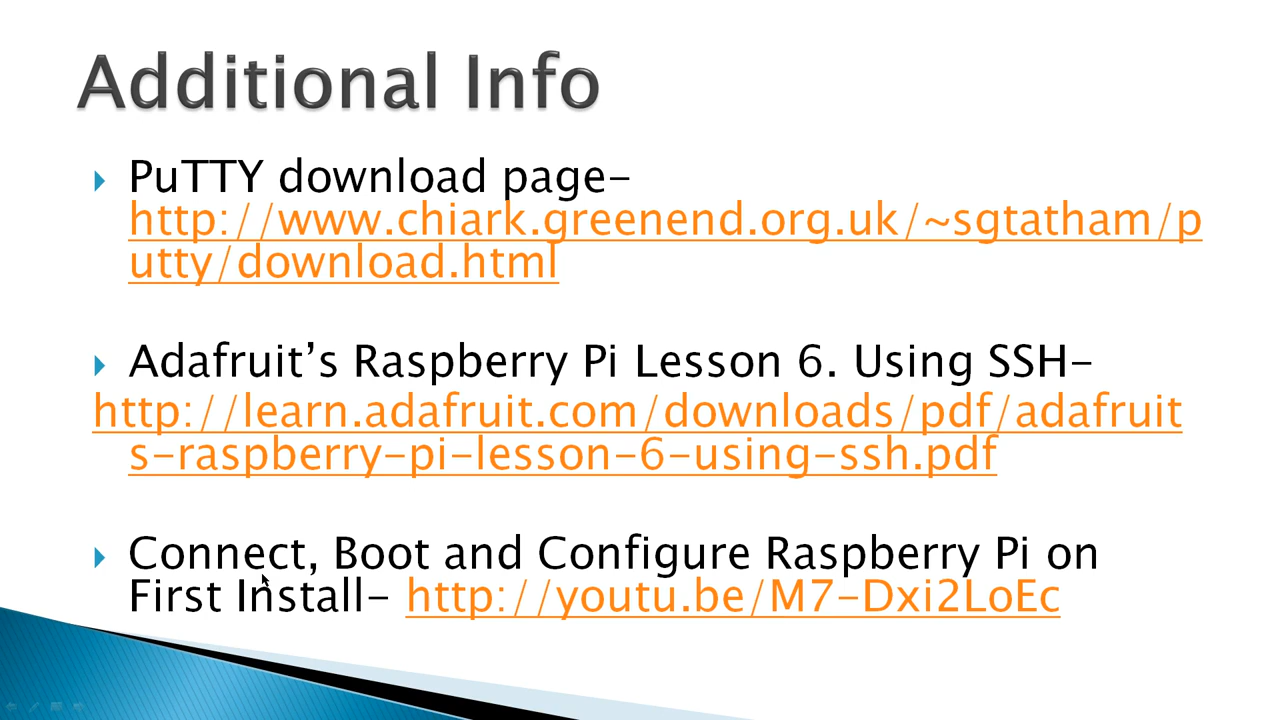 Additional Info
PuTTY download page-
http://www.chiark.greenend.org.uk/~sgtatham/p
utty/download.html
Adafruit’s Raspberry Pi Lesson 6. Using SSH-
http://learn.adafruit.com/downloads/pdf/adafruit
s-raspberry-pi-lesson-6-using-ssh.pdf
Connect, Boot and Configure Raspberry Pi on
First Install- http://youtu.be/M7-Dxi2LoEc